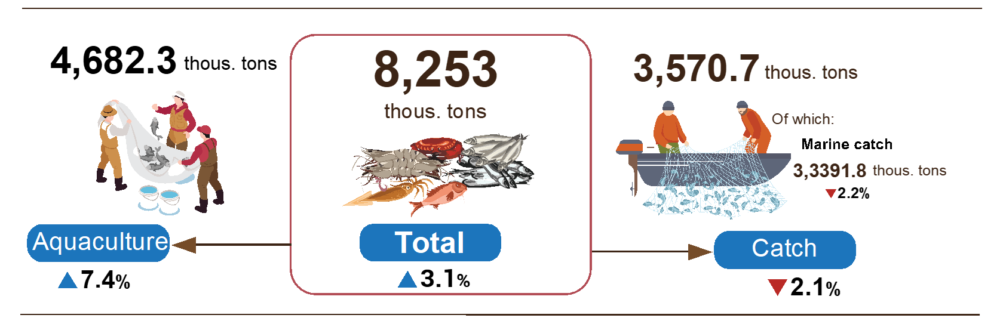 4,682.3 thous. tons
Aquaculture
▲7.4%
8,253
thous. tons
Total
▲3.1%
3,570.7 thous. tons
Of which:
Marine catch
3,3391.8 thous. tons
▼2.2%
Catch
▼2.1%